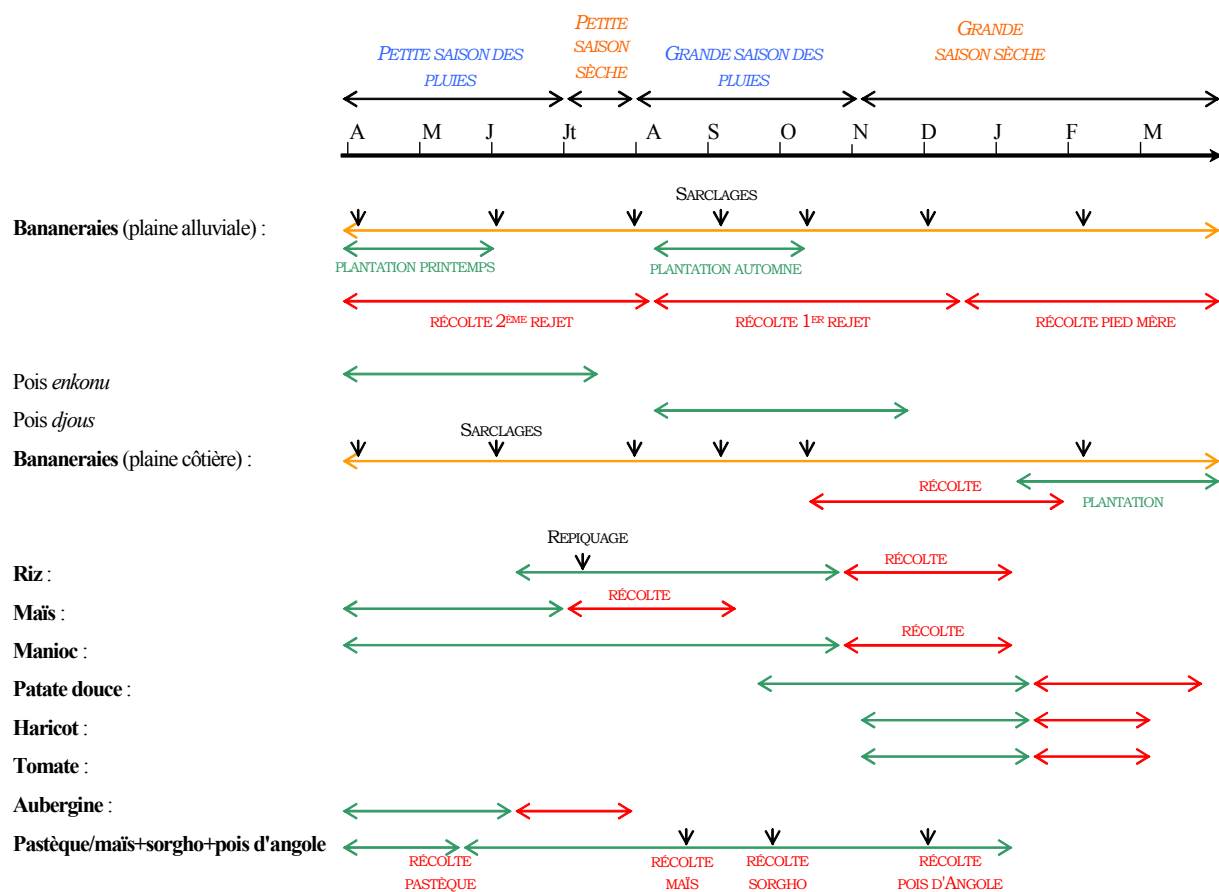 PETITE SAISON DES PLUIES
PETITE SAISON SÈCHE
GRANDE SAISON DES PLUIES
GRANDE SAISON SÈCHE
A M J Jt A S O N D J F M
SARCLAGES
Bananeraies (plaine alluviale) :
PLANTATION PRINTEMPS PLANTATION AUTOMNE
RÉCOLTE 2ÈME REJET RÉCOLTE 1ER REJET RÉCOLTE PIED MÈRE
Pois enkonu
Pois djous
SARCLAGES
Bananeraies (plaine côtière) :
RÉCOLTE PLANTATION
REPIQUAGE
Riz : RÉCOLTE
Maïs : RÉCOLTE
Manioc : RÉCOLTE
Patate douce :
Haricot :
Tomate :
Aubergine :
Pastèque/maïs+sorgho+pois d'angole
RÉCOLTE PASTÈQUE
RÉCOLTE MAÏS
RÉCOLTE SORGHO
RÉCOLTE POIS D'ANGOLE